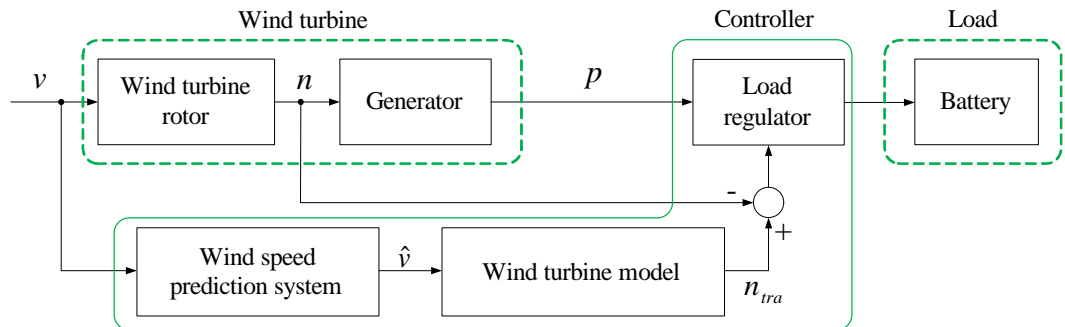 Wind turbine
Controller
Load
v
Wind turbine
rotor
n
Generator
p
Load
regulator
Battery
-
+
Wind speed
prediction system
v̂
Wind turbine model
n_tra